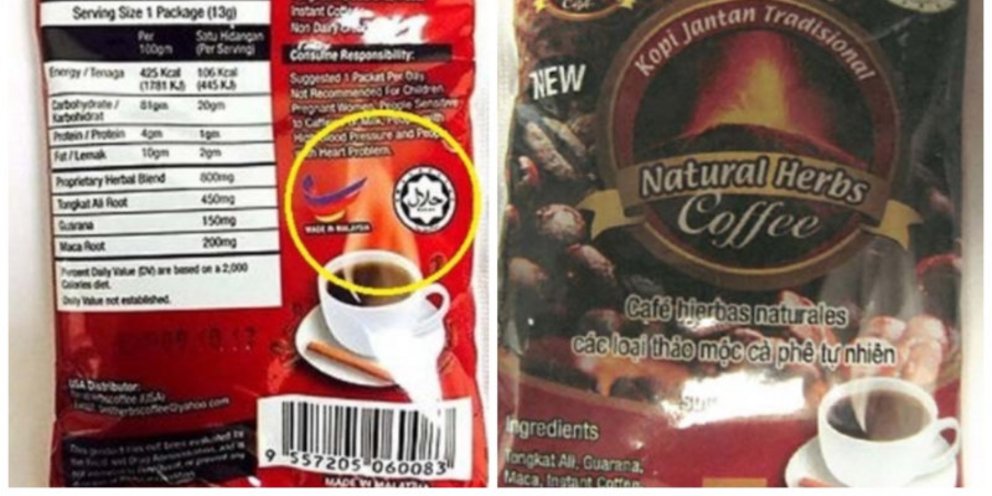 Serving Size 1 Package (13g)
Per 100gm
Satu Hidangan (Per Serving)
Energy / Tenaga 425 Kcal (1781 KJ) 106 Kcal (445 KJ)
Carbohydrate / Karbohidrat 81gm 20gm
Protein / Protein 4gm 1gm
Fat / Lemak 10gm 2gm
Proprietary Herbal Blend 800mg
Tongkat Ali Root 450mg
Guarana 150mg
Maca Root 200mg
Percent Daily Value (DV) are based on a 2,000
Calories diet.
Daily Value not established.
USA Distributor:
Instant
Non Dairy
Consume Responsibility:
Suggested 1 Packet Per Day
Not Recommended For Children
Pregnant Women, People Sensitive
to Milk, People with
High Blood Pressure and People
with Heart Problem.
MADE IN MALAYSIA
حلال
9 557205 060083
MADE IN MALAYSIA
NEW
Kopi Jantan Tradisional
Natural Herbs
Coffee
Café hierbas naturales
các loại thảo mộc cà phê tự nhiên
Ingredients
Tongkat Ali, Guarana,
Maca, Instant Coffee,